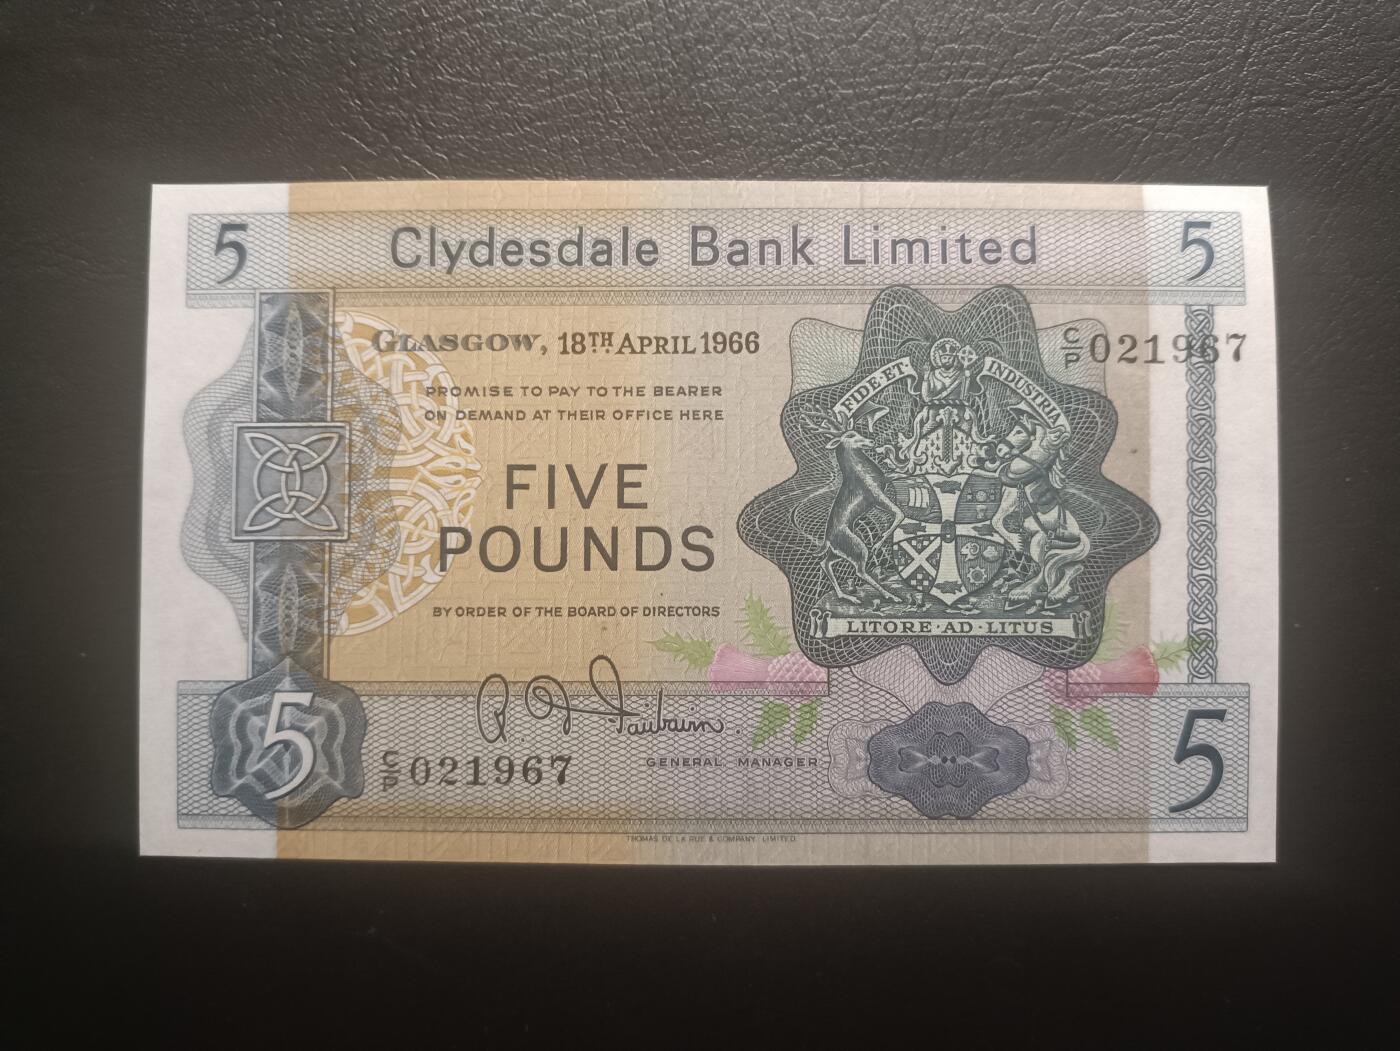 5 Clydesdale Bank Limited 5
GLASGOW, 18TH APRIL 1966
C/P 021967
PROMISE TO PAY TO THE BEARER
ON DEMAND AT THEIR OFFICE HERE
FIVE
POUNDS
FIDE·ET·INDUSTRIA
LITORE·AD·LITUS
BY ORDER OF THE BOARD OF DIRECTORS
R. D. Fairbairn.
GENERAL MANAGER
5 C/P 021967 5
THOMAS DE LA RUE & COMPANY, LIMITED.